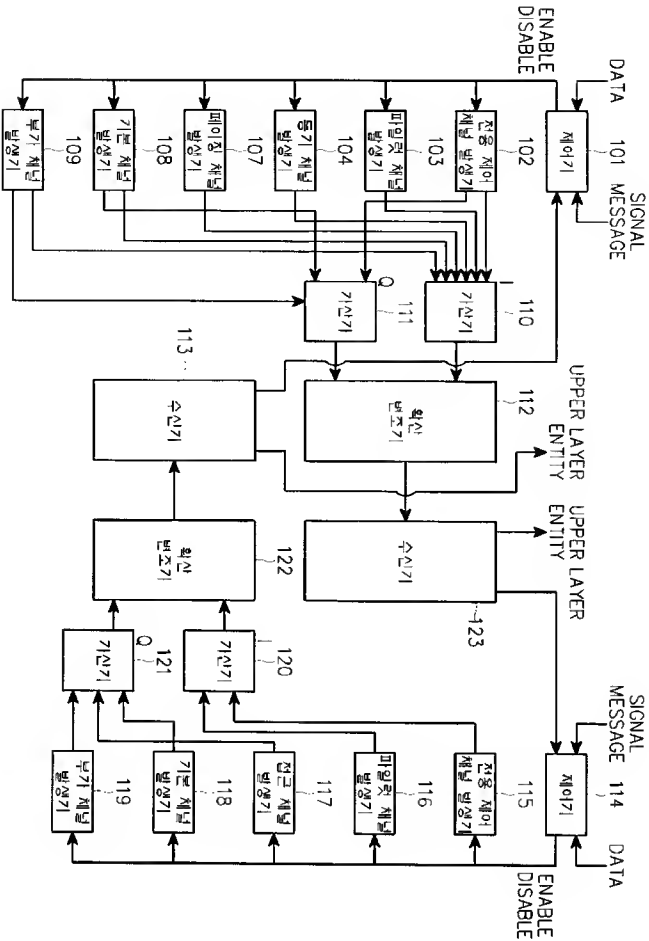 DATA
101
SIGNAL
MESSAGE
제어기
ENABLE
DISABLE
102
전용 제어
채널 발생기
103
파일럿 채널
발생기
104
동기 채널
발생기
107
페이징 채널
발생기
108
기본 채널
발생기
109
부가 채널
발생기
I
110
가산기
Q
111
가산기
112
확산
변조기
113
수신기
UPPER LAYER
ENTITY
UPPER LAYER
ENTITY
수신기
123
확산
변조기
122
I
120
가산기
Q
121
가산기
SIGNAL
MESSAGE
114
DATA
제어기
ENABLE
DISABLE
115
전용 제어
채널 발생기
116
파일럿 채널
발생기
117
접근 채널
발생기
118
기본 채널
발생기
119
부가 채널
발생기